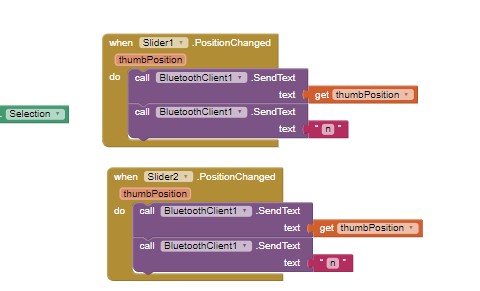 when Slider1 .PositionChanged
thumbPosition
do call BluetoothClient1 .SendText
text get thumbPosition
call BluetoothClient1 .SendText
text " n "
. Selection
when Slider2 .PositionChanged
thumbPosition
do call BluetoothClient1 .SendText
text get thumbPosition
call BluetoothClient1 .SendText
text " n "